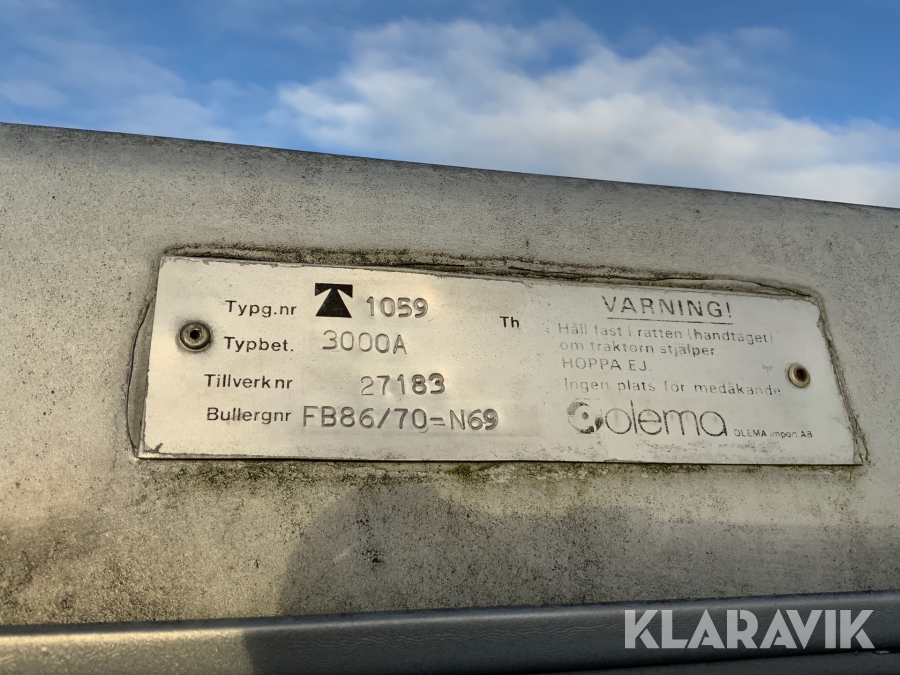 Typg.nr 1059 Th
Typbet. 3000A
Tillverknr 27183
Bullergnr FB86/70=N69
VARNING!
Håll fast i ratten (handtaget)
om traktorn stjälper.
HOPPA EJ.
Ingen plats för medåkande
olema OLEMA import AB
KLARAVIK